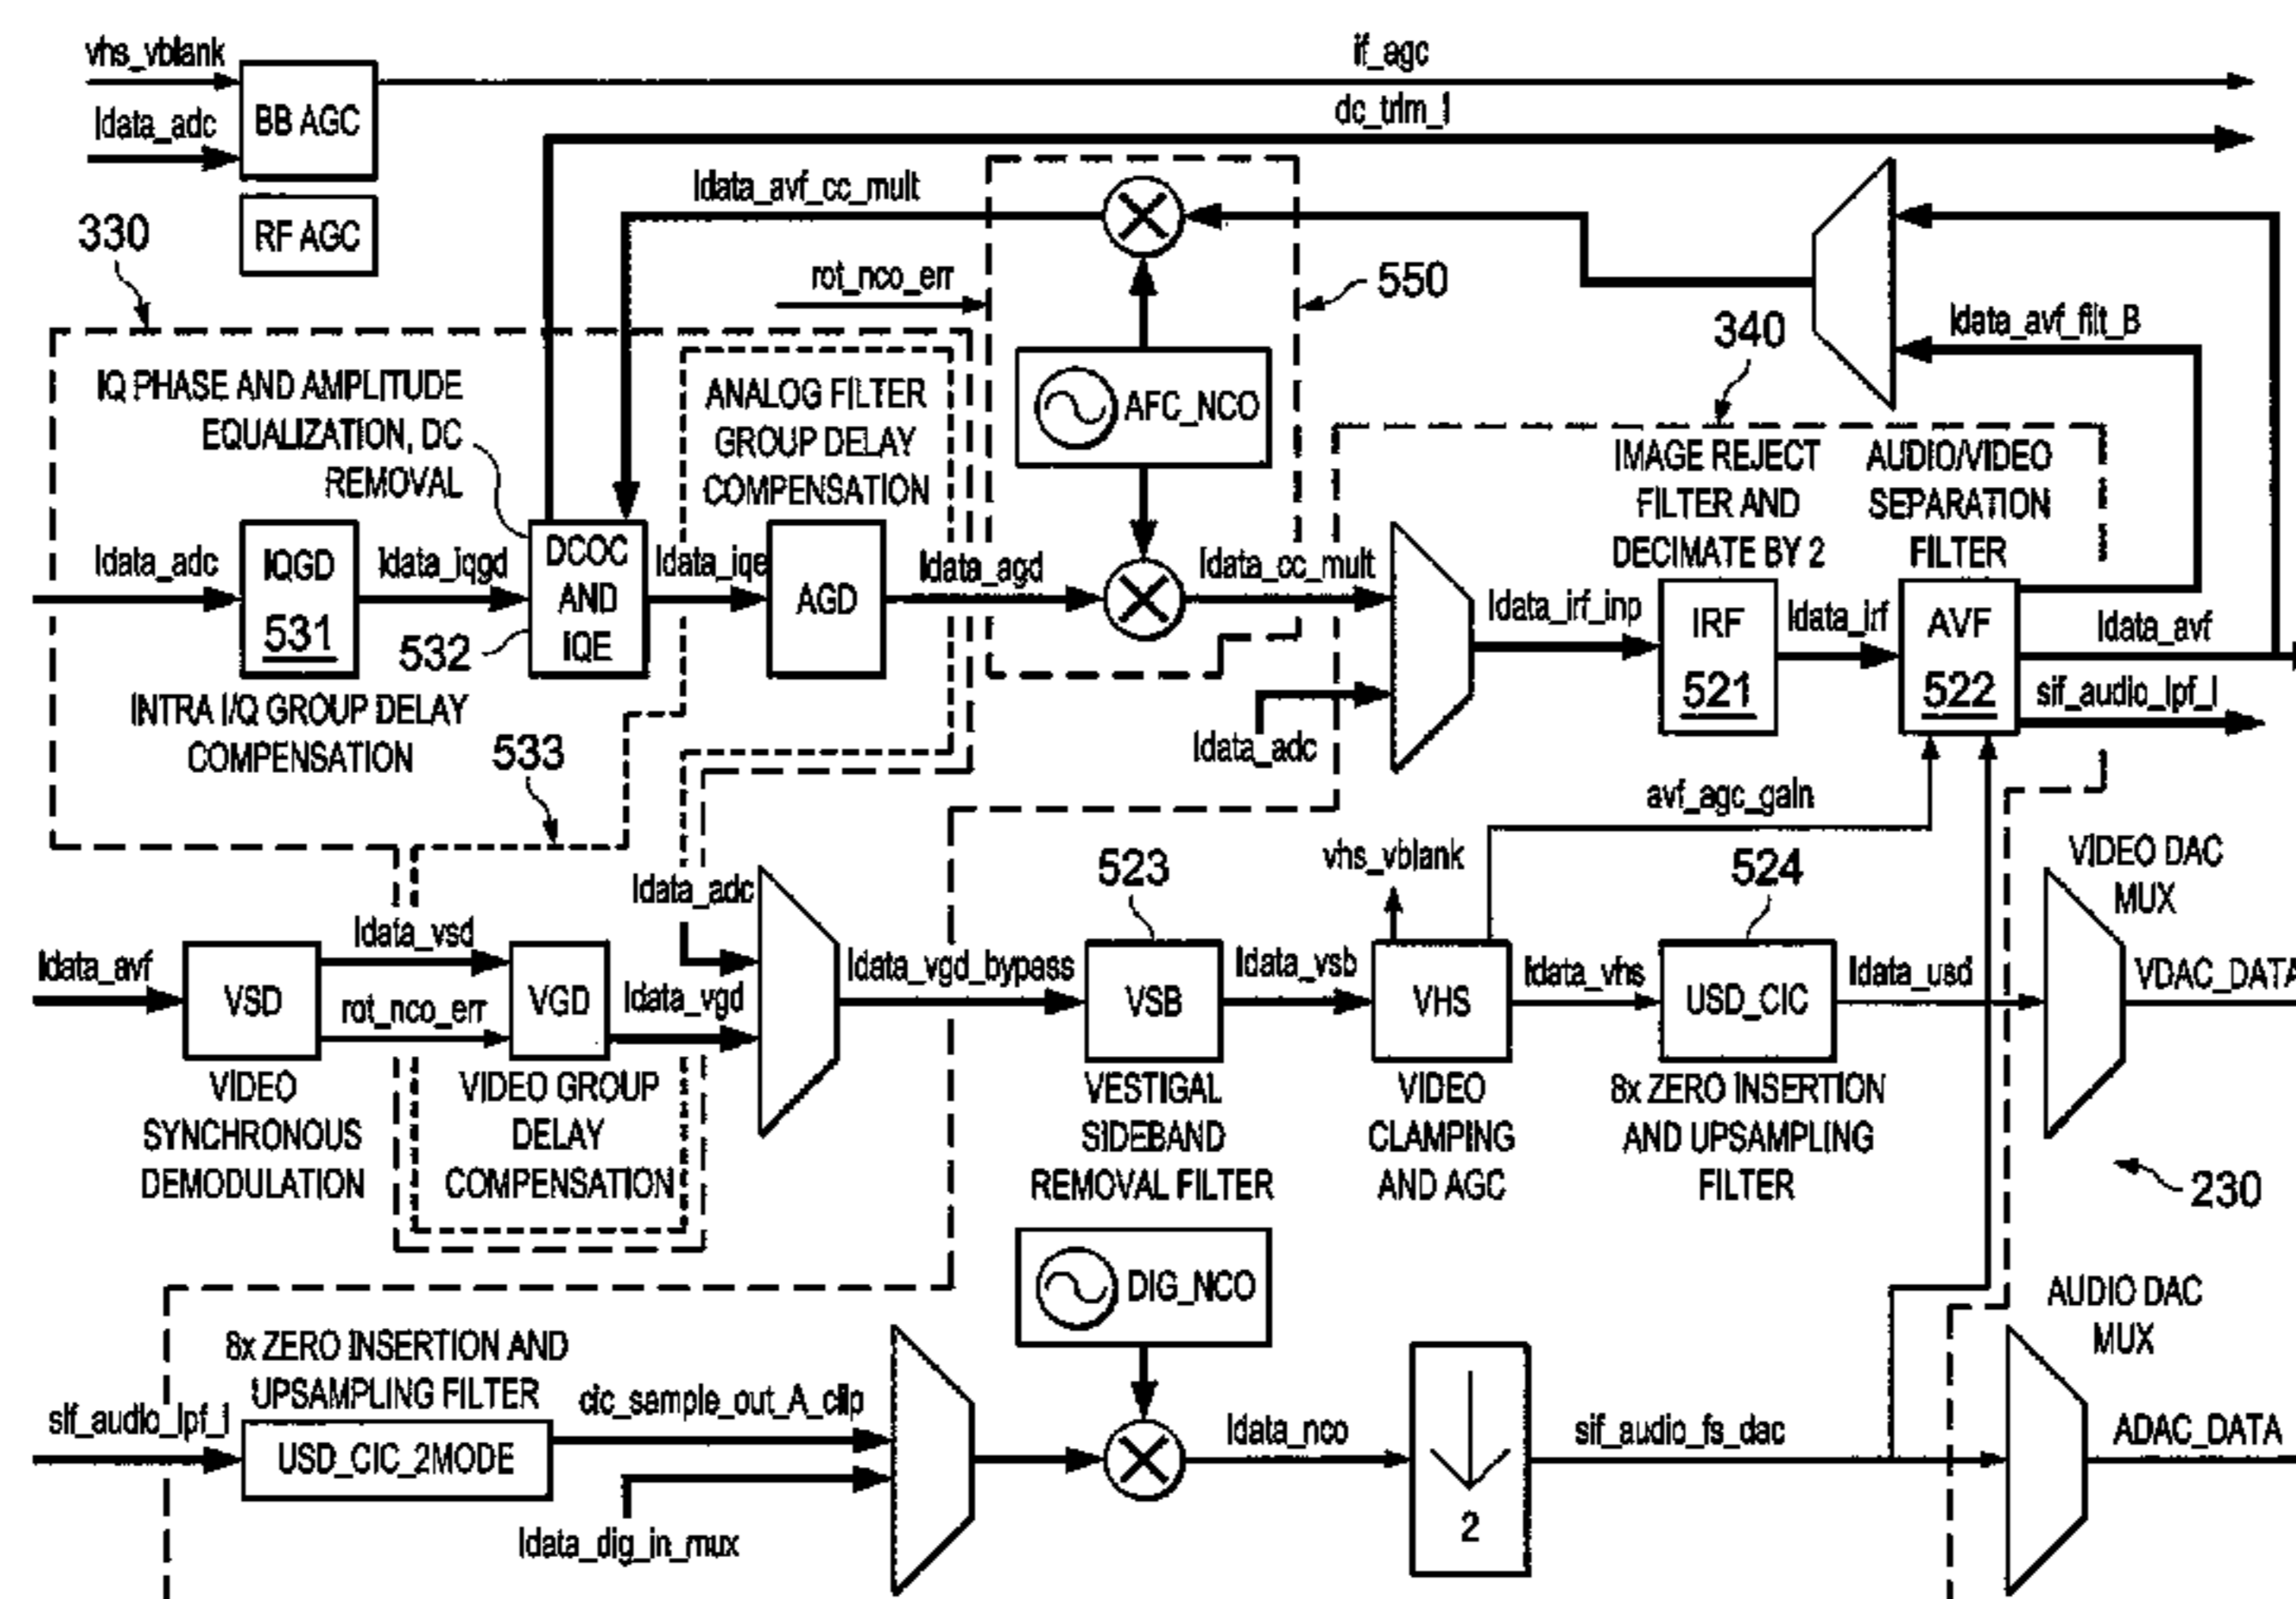 vhs_vblank
if_agc
BB AGC
dc_trim_I
Idata_adc
Idata_avf_cc_mult
330
RF AGC
rot_nco_err
550
340
Idata_avf_filt_B
IQ PHASE AND AMPLITUDE
EQUALIZATION, DC
REMOVAL
ANALOG FILTER
GROUP DELAY
COMPENSATION
AFC_NCO
IMAGE REJECT
FILTER AND
DECIMATE BY 2
AUDIO/VIDEO
SEPARATION
FILTER
Idata_adc
IQGD
531
Idata_iqgd
DCOC
AND
IQE
532
Idata_iqe
AGD
Idata_agd
Idata_cc_mult
Idata_irf_inp
IRF
521
Idata_irf
AVF
522
Idata_avf
sif_audio_lpf_I
INTRA I/Q GROUP DELAY
COMPENSATION
533
Idata_adc
avf_agc_gain
Idata_adc
vhs_vblank
523
524
VIDEO DAC
MUX
Idata_avf
VSD
Idata_vsd
rot_nco_err
VGD
Idata_vgd
Idata_vgd_bypass
VSB
Idata_vsb
VHS
Idata_vhs
USD_CIC
Idata_usd
VDAC_DATA
VIDEO
SYNCHRONOUS
DEMODULATION
VIDEO GROUP
DELAY
COMPENSATION
VESTIGAL
SIDEBAND
REMOVAL FILTER
VIDEO
CLAMPING
AND AGC
8x ZERO INSERTION
AND UPSAMPLING
FILTER
230
DIG_NCO
AUDIO DAC
MUX
8x ZERO INSERTION AND
UPSAMPLING FILTER
sif_audio_lpf_I
USD_CIC_2MODE
cic_sample_out_A_clip
Idata_dig_in_mux
Idata_nco
2
sif_audio_fs_dac
ADAC_DATA